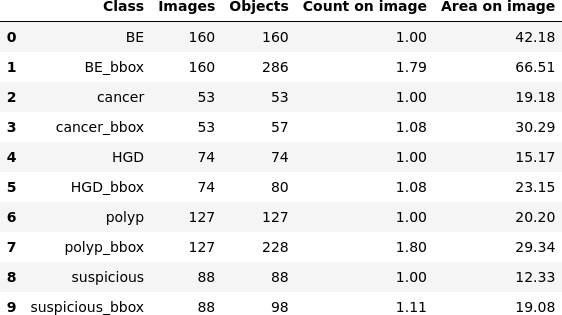 Class Images Objects Count on image Area on image
0 BE 160 160 1.00 42.18
1 BE_bbox 160 286 1.79 66.51
2 cancer 53 53 1.00 19.18
3 cancer_bbox 53 57 1.08 30.29
4 HGD 74 74 1.00 15.17
5 HGD_bbox 74 80 1.08 23.15
6 polyp 127 127 1.00 20.20
7 polyp_bbox 127 228 1.80 29.34
8 suspicious 88 88 1.00 12.33
9 suspicious_bbox 88 98 1.11 19.08